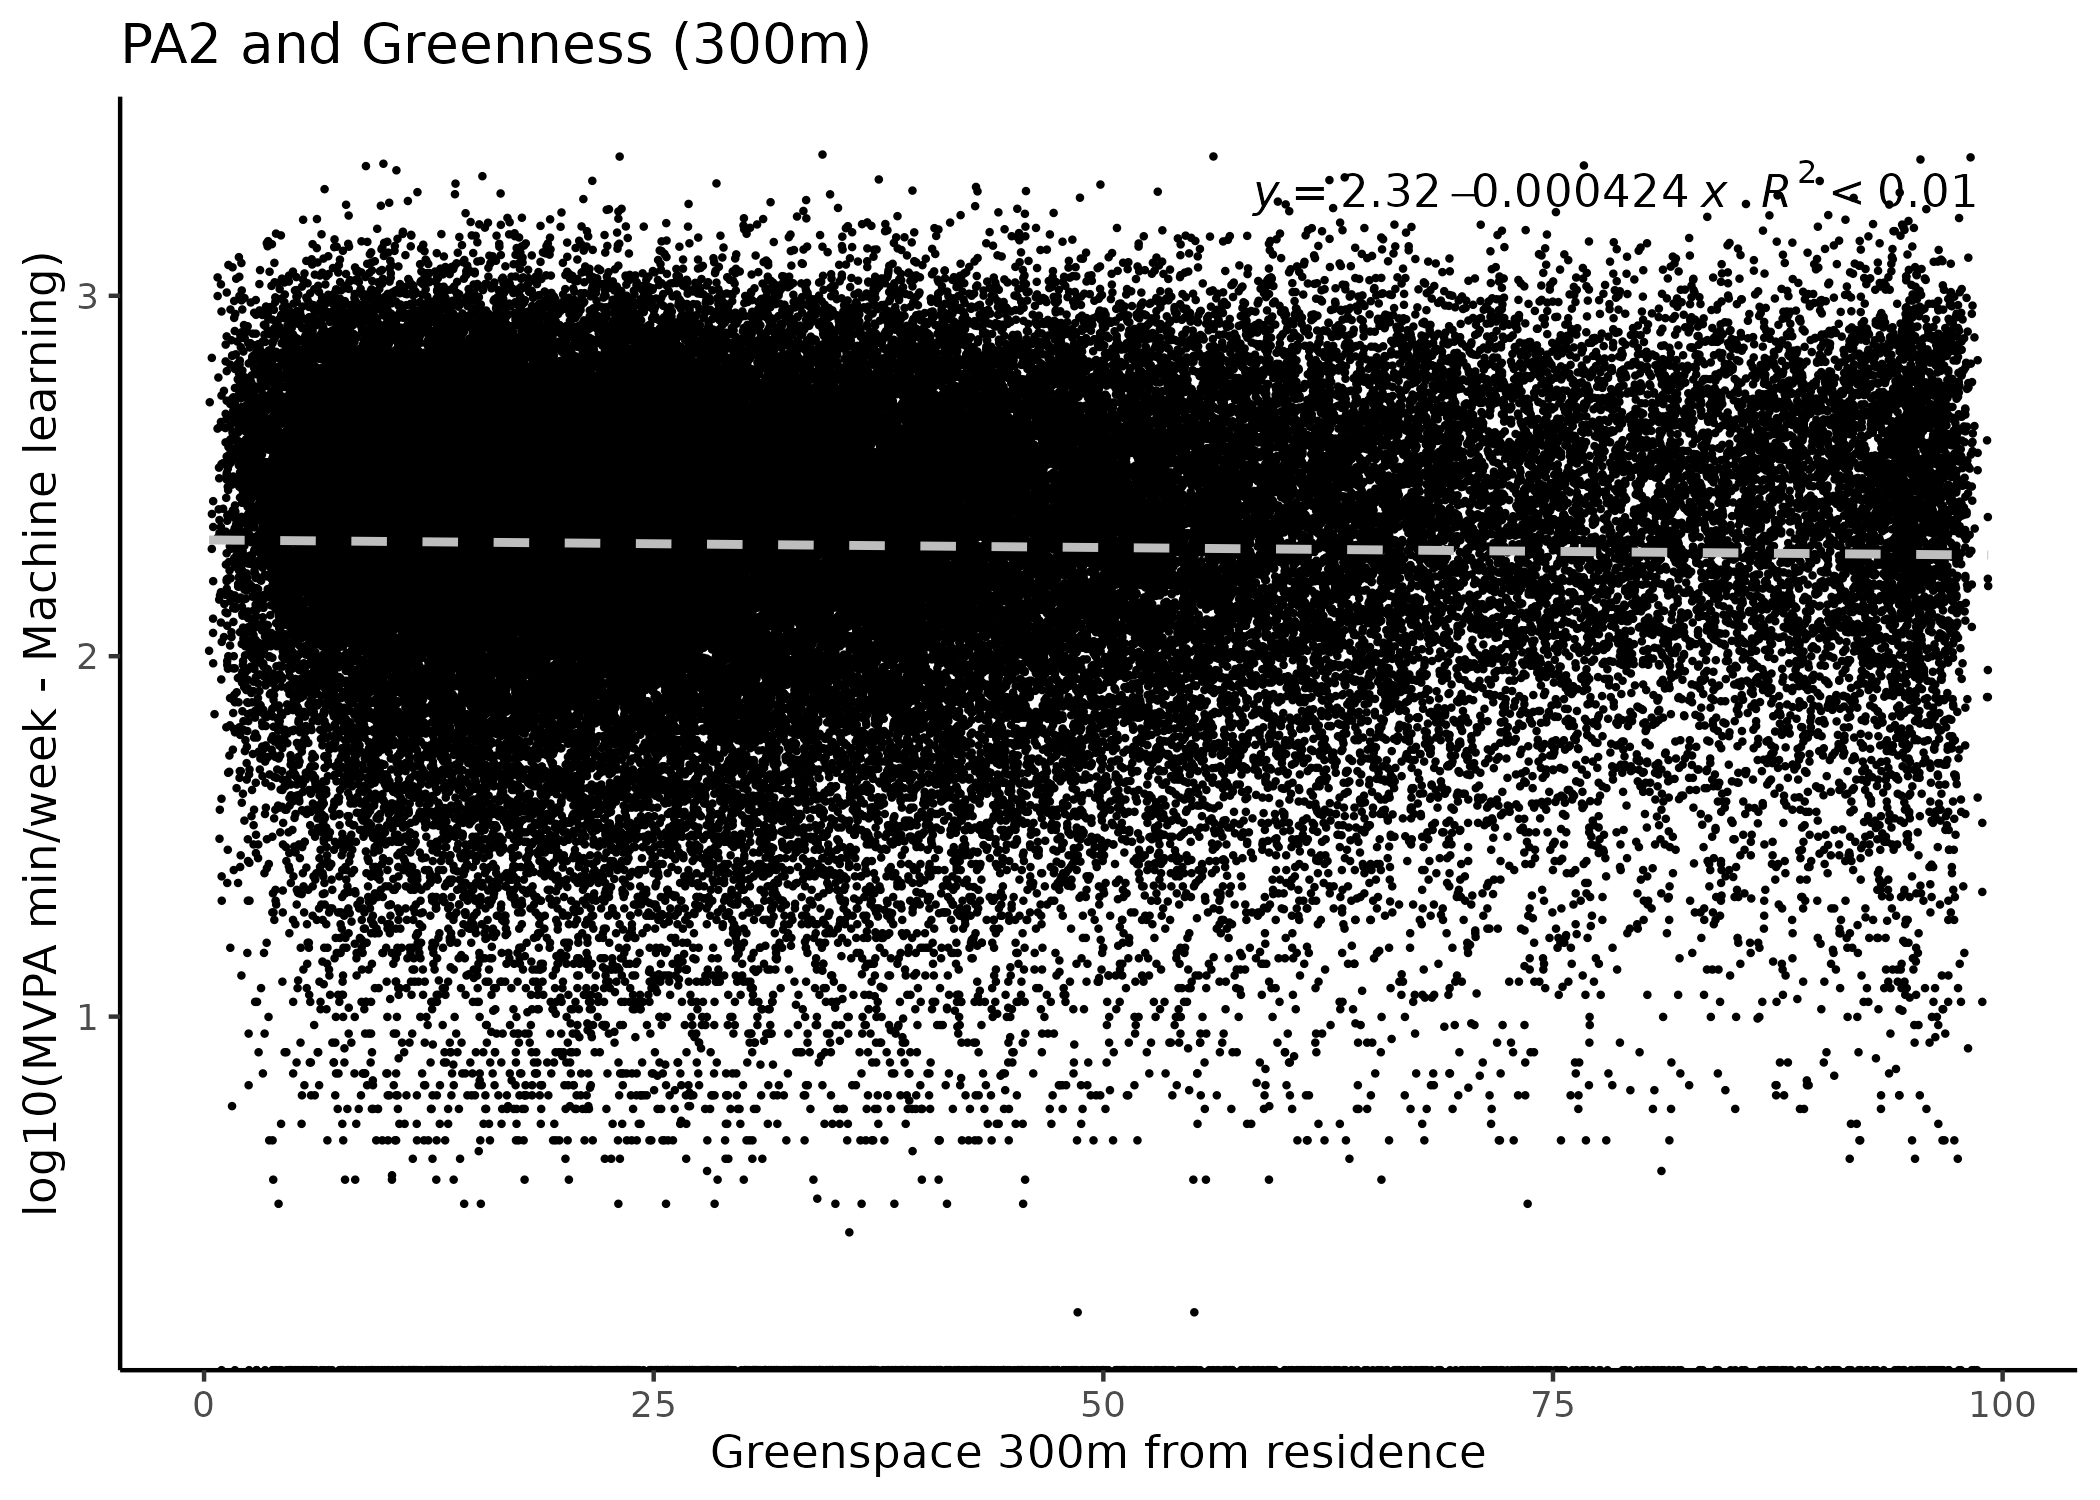 PA2 and Greenness (300m)
y = 2.32 – 0.000424 x  R² < 0.01
log10(MVPA min/week - Machine learning)
3
2
1
0 25 50 75 100
Greenspace 300m from residence